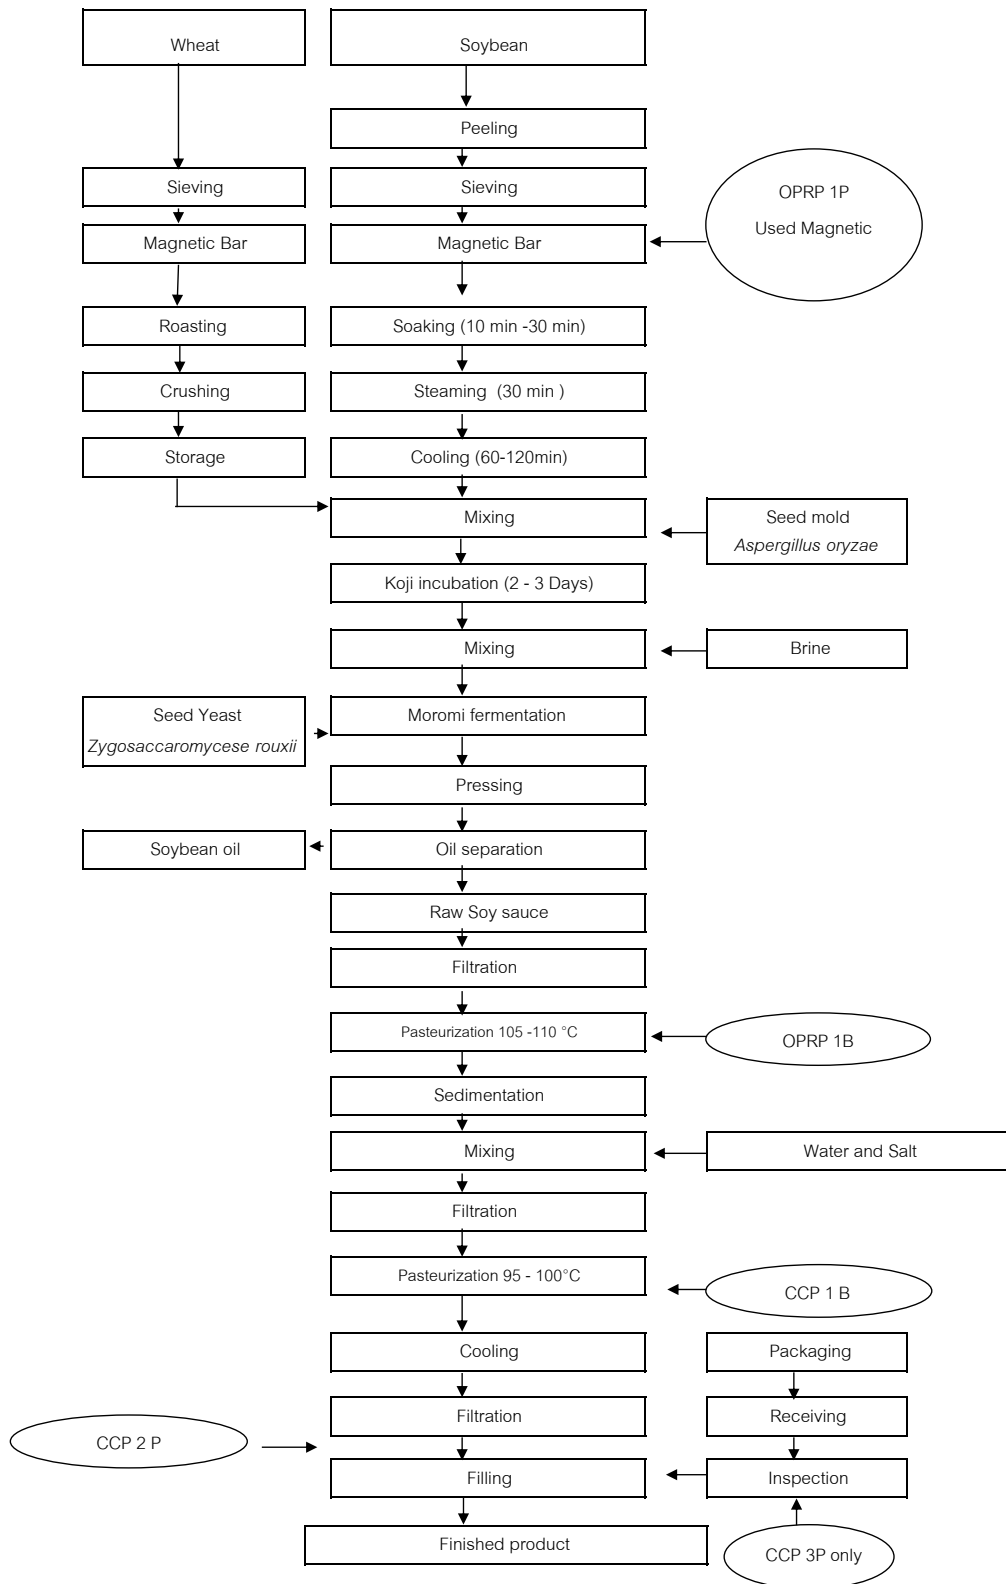 Wheat
Soybean
Peeling
Sieving
Sieving
OPRP 1P
Used Magnetic
Magnetic Bar
Magnetic Bar
Roasting
Soaking (10 min -30 min)
Crushing
Steaming  (30 min )
Storage
Cooling (60-120min)
Mixing
Seed mold
Aspergillus oryzae
Koji incubation (2 - 3 Days)
Mixing
Brine
Seed Yeast
Zygosaccaromycese rouxii
Moromi fermentation
Pressing
Soybean oil
Oil separation
Raw Soy sauce
Filtration
Pasteurization 105 -110 °C
OPRP 1B
Sedimentation
Mixing
Water and Salt
Filtration
Pasteurization 95 - 100°C
CCP 1 B
Cooling
Packaging
Filtration
Receiving
CCP 2 P
Filling
Inspection
Finished product
CCP 3P only